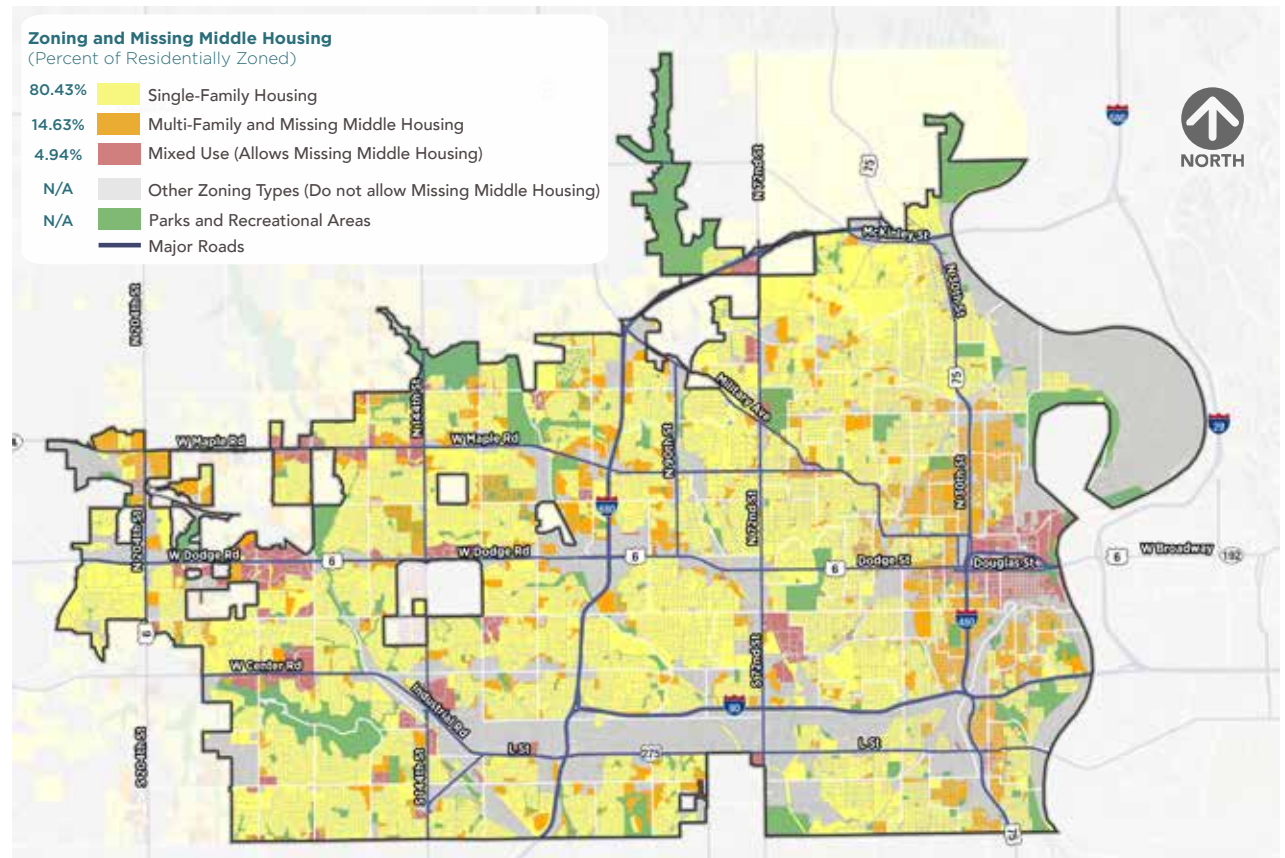 Zoning and Missing Middle Housing
(Percent of Residentially Zoned)
80.43% Single-Family Housing
14.63% Multi-Family and Missing Middle Housing
4.94% Mixed Use (Allows Missing Middle Housing)
N/A Other Zoning Types (Do not allow Missing Middle Housing)
N/A Parks and Recreational Areas
Major Roads
NORTH
680
N 72nd St
75
McKinley St
N 30th St
N 204th St
75
Military Ave
N 144th St
29
W Maple Rd
W Maple Rd
N 90th St
680
N 72nd St
N 204th St
W Dodge Rd
6
W Dodge Rd
6
6
Dodge St
Douglas St
6
W Broadway
192
480
6
S 72nd St
W Center Rd
Industrial Rd
80
L St
275
L St
S 204th St
S 144th St
75